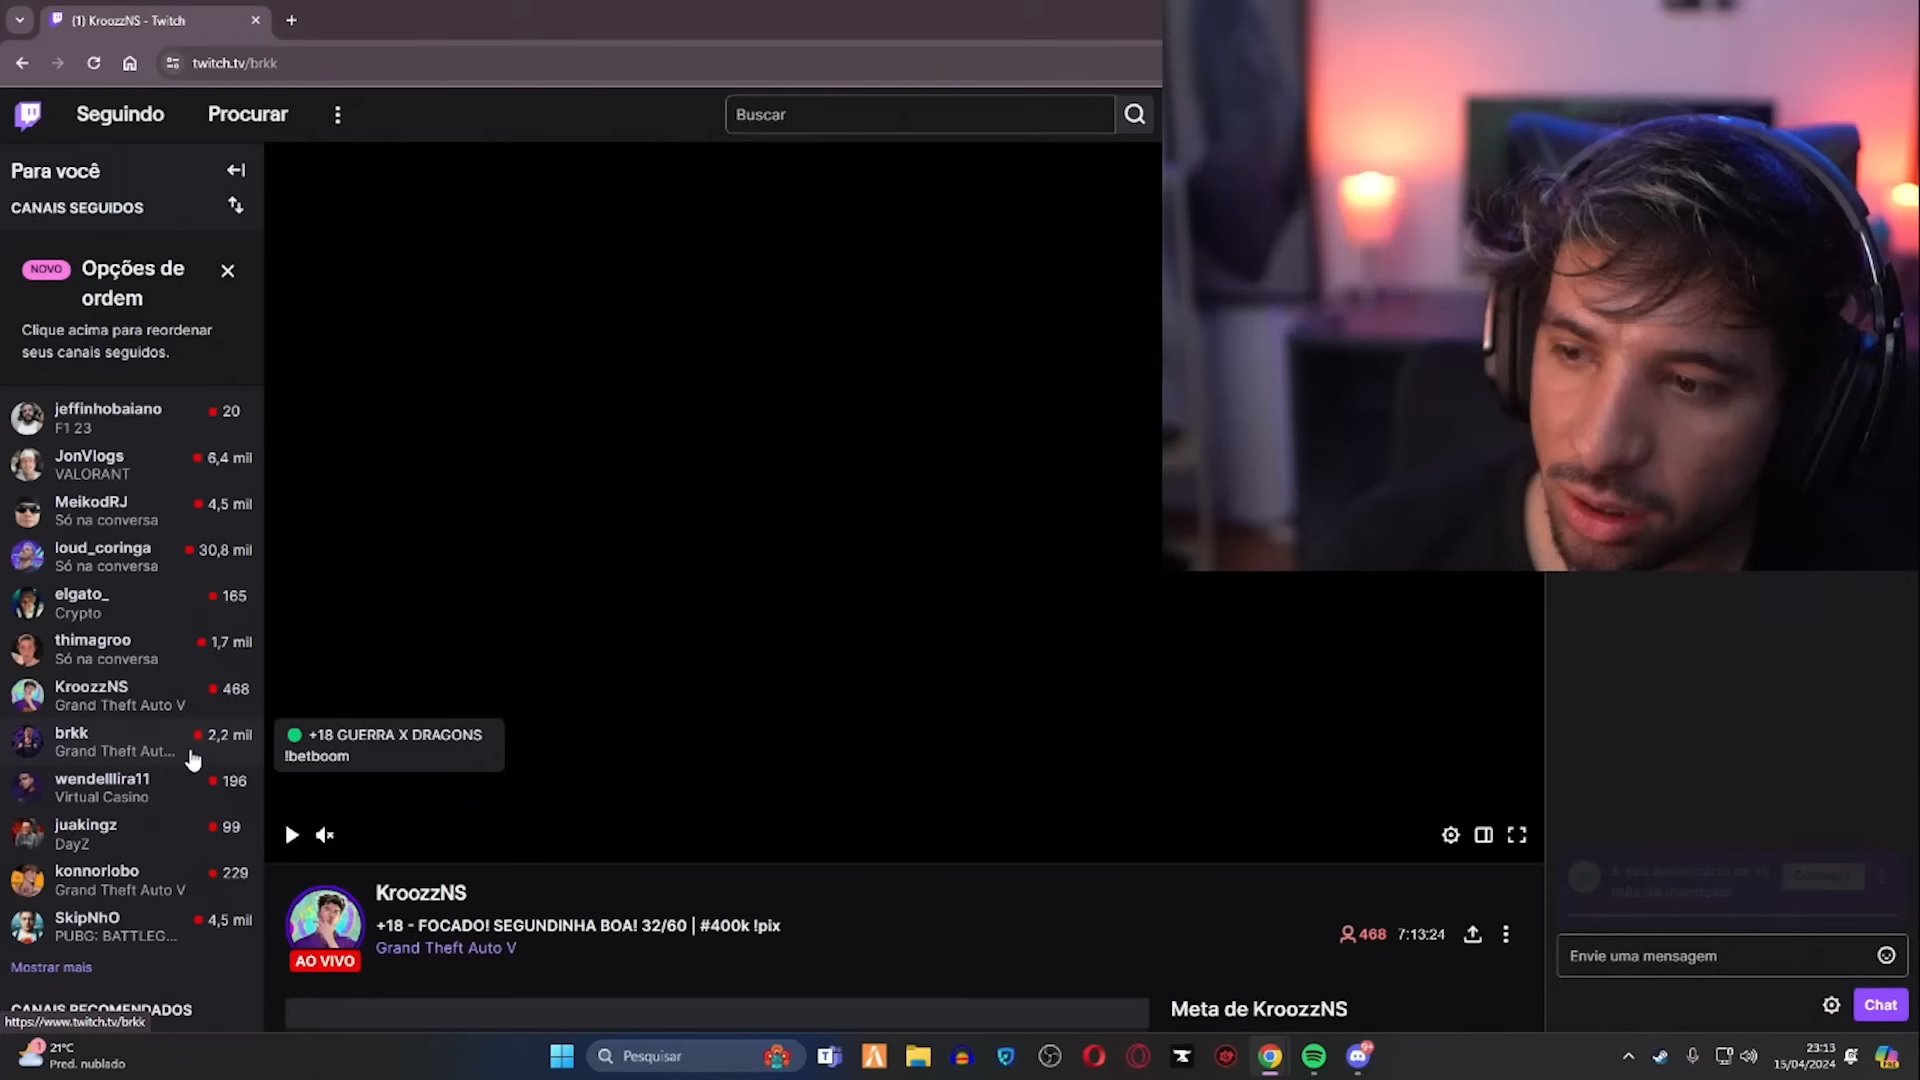 (1) KroozzNS - Twitch
twitch.tv/brkk
Seguindo
Procurar
Buscar
Para você
CANAIS SEGUIDOS
NOVO
Opções de
ordem
Clique acima para reordenar
seus canais seguidos.
jeffinhobaiano
20
F1 23
JonVlogs
6,4 mil
VALORANT
MeikodRJ
4,5 mil
Só na conversa
loud_coringa
30,8 mil
Só na conversa
elgato_
165
Crypto
thimagroo
1,7 mil
Só na conversa
KroozzNS
468
Grand Theft Auto V
brkk
2,2 mil
Grand Theft Aut...
+18 GUERRA X DRAGONS
!betboom
wendelllira11
196
Virtual Casino
juakingz
99
DayZ
konnorlobo
229
Grand Theft Auto V
SkipNhO
4,5 mil
PUBG: BATTLEG...
Mostrar mais
CANAIS RECOMENDADOS
https://www.twitch.tv/brkk
KroozzNS
+18 - FOCADO! SEGUNDINHA BOA! 32/60 | #400k !pix
Grand Theft Auto V
AO VIVO
468
7:13:24
Meta de KroozzNS
Envie uma mensagem
Chat
1
21°C
Pred. nublado
Pesquisar
9+
23:13
15/04/2024